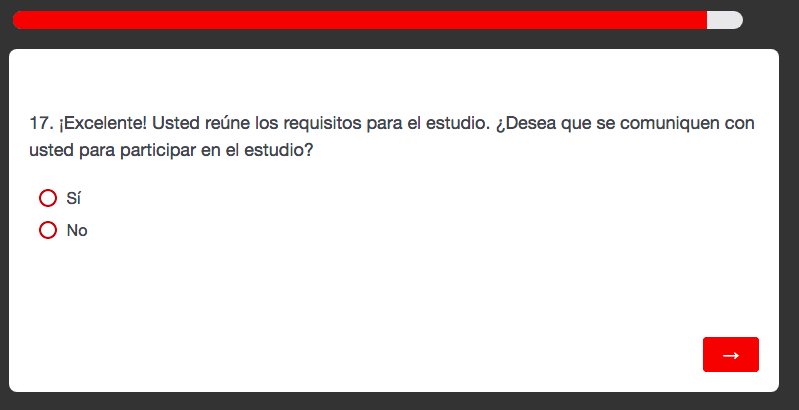 17. ¡Excelente! Usted reúne los requisitos para el estudio. ¿Desea que se comuniquen con
usted para participar en el estudio?
Sí
No
→